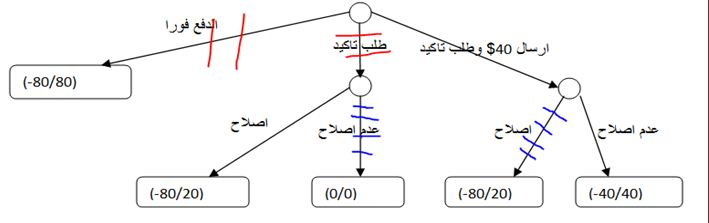 الدفع فورا
طلب تاكيد
ارسال 40$ وطلب تاكيد
(-80/80)
اصلاح
عدم اصلاح
اصلاح
عدم اصلاح
(-80/20)
(0/0)
(-80/20)
(-40/40)